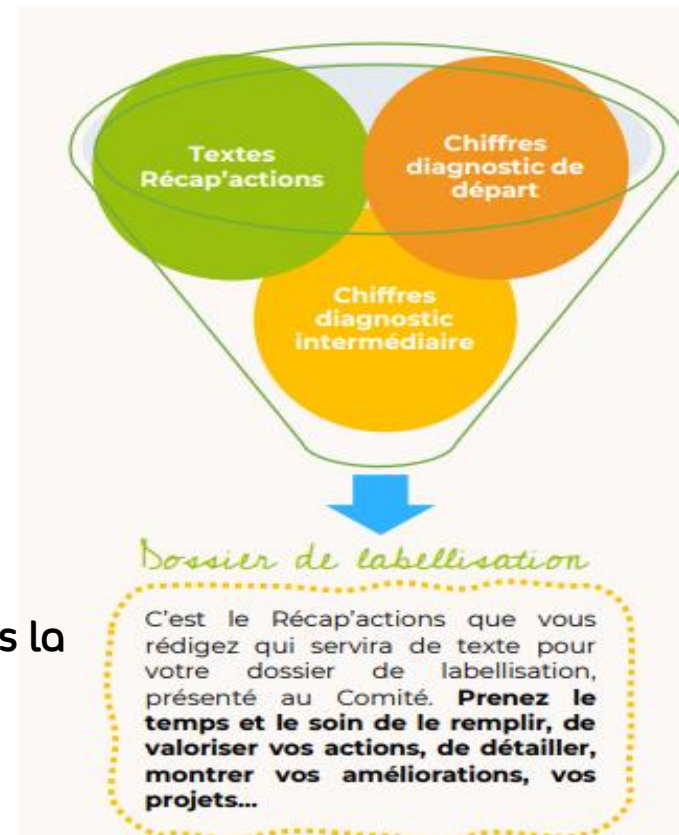 Textes
Récap'actions
Chiffres
diagnostic de
départ
Chiffres
diagnostic
intermédiaire
Dossier de labellisation
s la
C'est le Récap'actions que vous
rédigez qui servira de texte pour
votre dossier de labellisation,
présenté au Comité. Prenez le
temps et le soin de le remplir, de
valoriser vos actions, de détailler,
montrer vos améliorations, vos
projets...